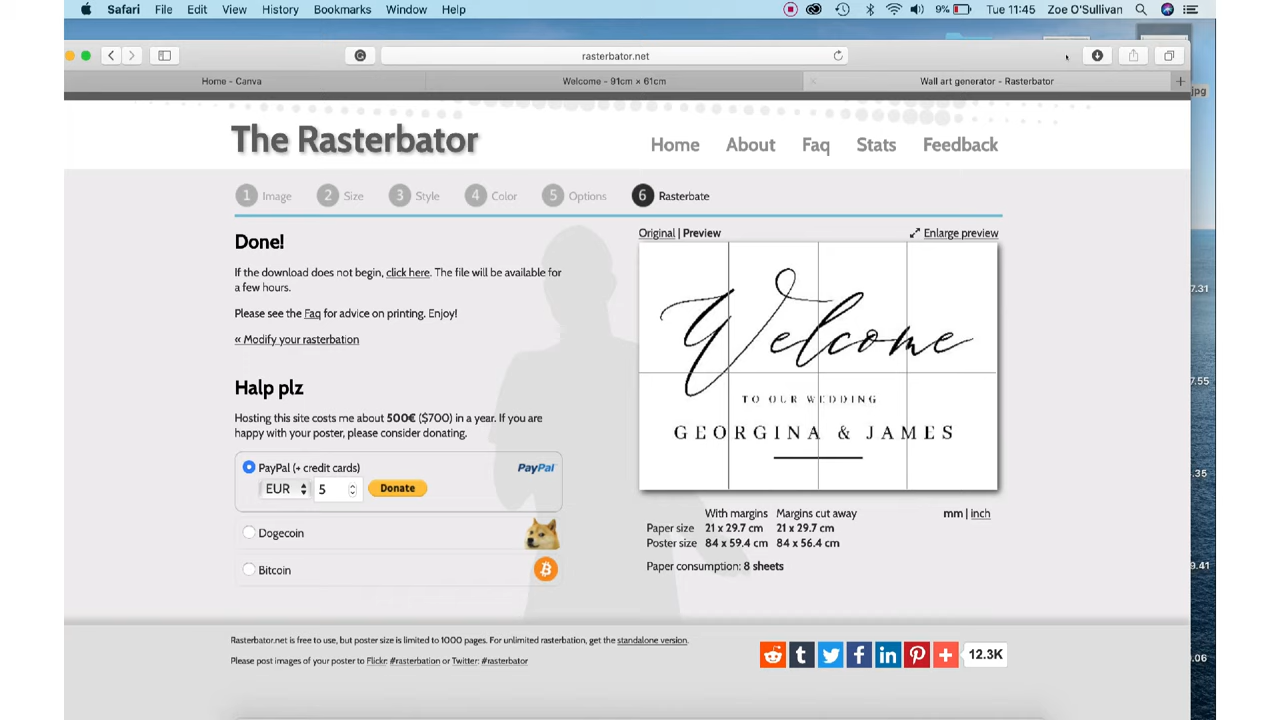 Safari File Edit View History Bookmarks Window Help 9% Tue 11:45 Zoe O'Sullivan
rasterbator.net
Home - Canva Welcome - 91cm × 61cm Wall art generator - Rasterbator
jpg
The Rasterbator Home About Faq Stats Feedback
1 Image 2 Size 3 Style 4 Color 5 Options 6 Rasterbate
Done!
If the download does not begin, click here. The file will be available for
a few hours.
Please see the Faq for advice on printing. Enjoy!
« Modify your rasterbation
Halp plz
Hosting this site costs me about 500€ ($700) in a year. If you are
happy with your poster, please consider donating.
PayPal (+ credit cards) PayPal
EUR 5 Donate
Dogecoin
Bitcoin
Original | Preview Enlarge preview
Welcome
TO OUR WEDDING
GEORGINA & JAMES
With margins Margins cut away mm | inch
Paper size 21 x 29.7 cm 21 x 29.7 cm
Poster size 84 x 59.4 cm 84 x 56.4 cm
Paper consumption: 8 sheets
7.31
7.55
.35
9.41
.06
Rasterbator.net is free to use, but poster size is limited to 1000 pages. For unlimited rasterbation, get the standalone version.
Please post images of your poster to Flickr: #rasterbation or Twitter: #rasterbator
12.3K